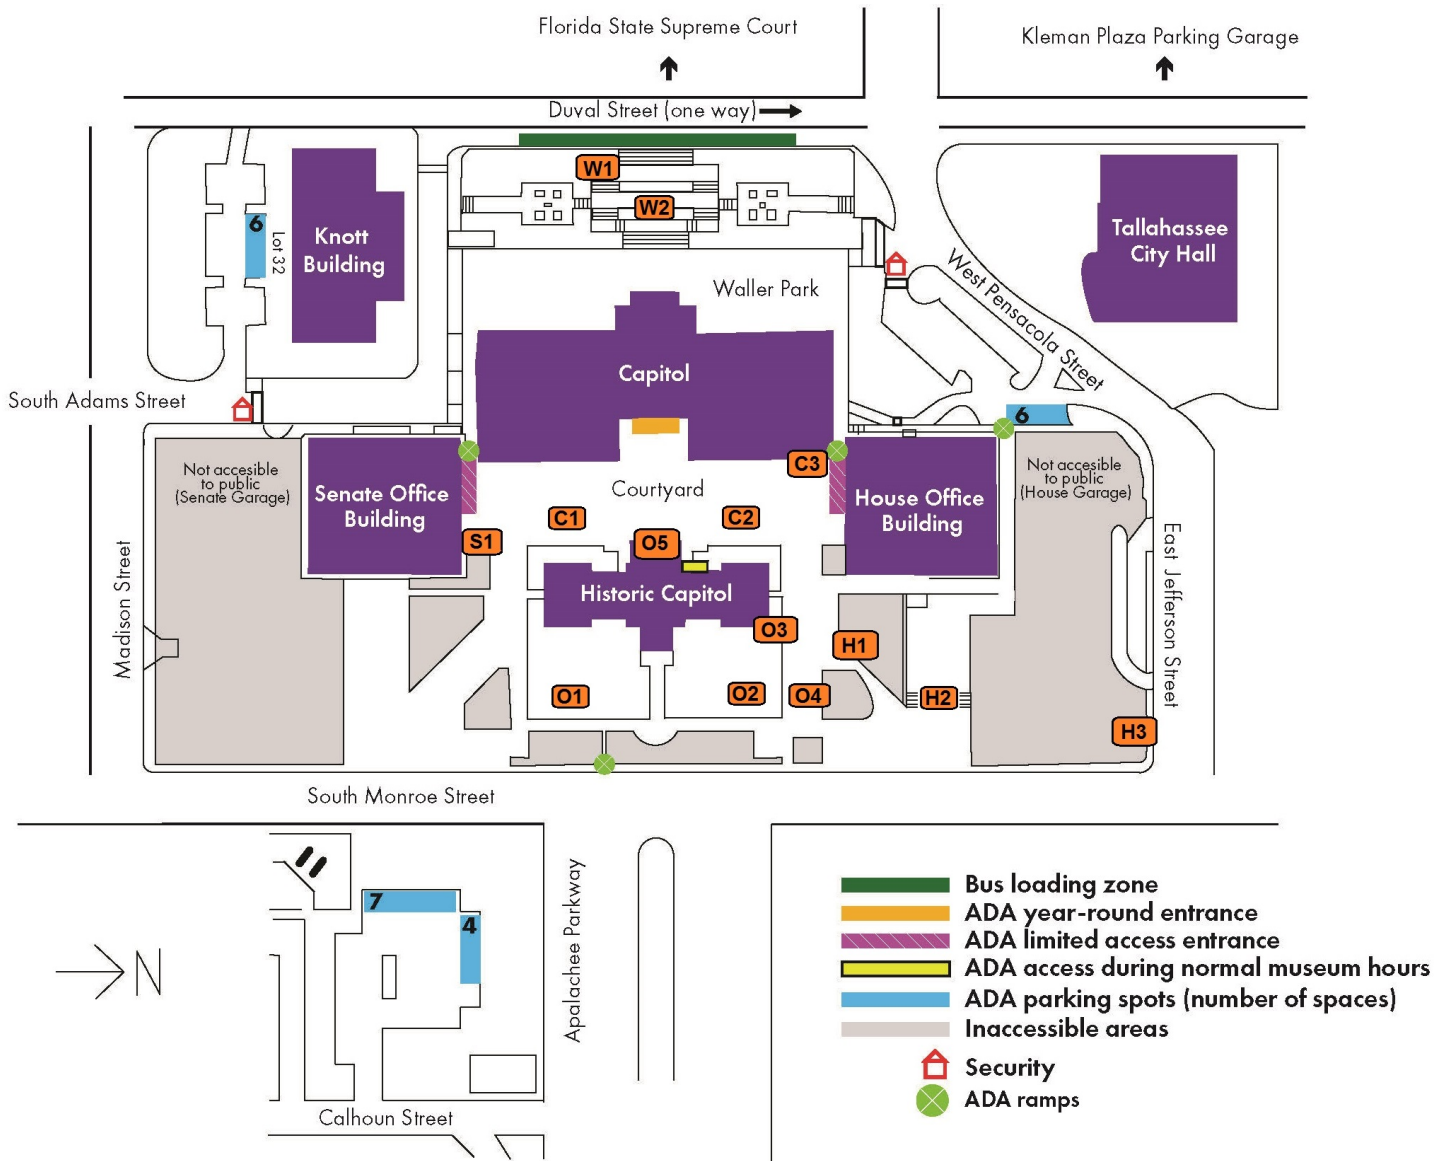 Florida State Supreme Court
Kleman Plaza Parking Garage
Duval Street (one way)
W1
W2
6
Lot 32
Knott
Building
Tallahassee
City Hall
Waller Park
West Pensacola Street
Capitol
South Adams Street
6
Not accesible
to public
(Senate Garage)
Senate Office
Building
C3
Courtyard
House Office
Building
Not accesible
to public
(House Garage)
C1
C2
S1
O5
Madison Street
Historic Capitol
East Jefferson Street
O3
H1
O1
O2
O4
H2
H3
South Monroe Street
7
4
Apalachee Parkway
N
Calhoun Street
Bus loading zone
ADA year-round entrance
ADA limited access entrance
ADA access during normal museum hours
ADA parking spots (number of spaces)
Inaccessible areas
Security
ADA ramps